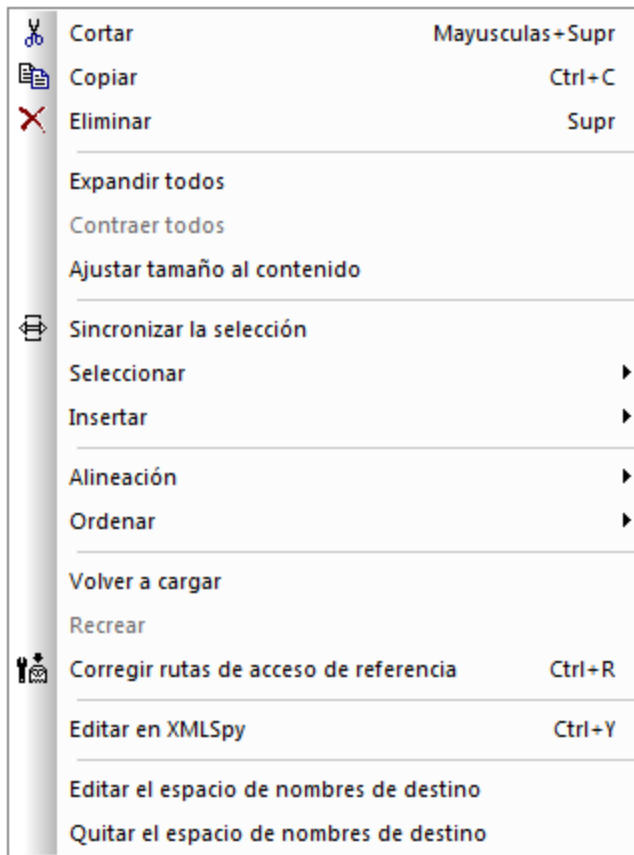 Cortar Mayusculas+Supr
Copiar Ctrl+C
Eliminar Supr
Expandir todos
Contraer todos
Ajustar tamaño al contenido
Sincronizar la selección
Seleccionar
Insertar
Alineación
Ordenar
Volver a cargar
Recrear
Corregir rutas de acceso de referencia Ctrl+R
Editar en XMLSpy Ctrl+Y
Editar el espacio de nombres de destino
Quitar el espacio de nombres de destino